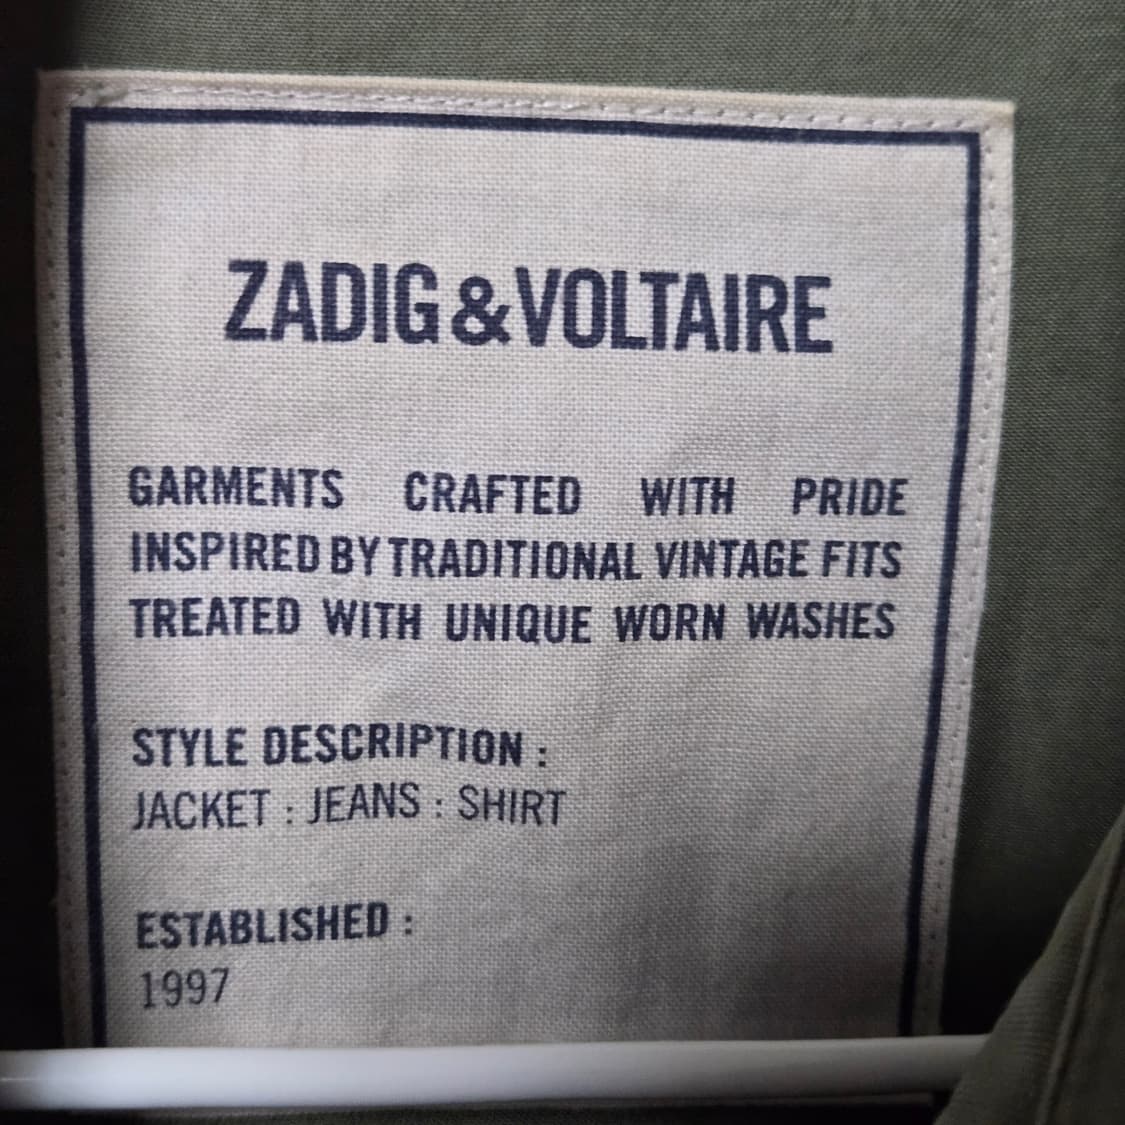 ZADIG&VOLTAIRE
GARMENTS CRAFTED WITH PRIDE
INSPIRED BY TRADITIONAL VINTAGE FITS
TREATED WITH UNIQUE WORN WASHES
STYLE DESCRIPTION :
JACKET : JEANS : SHIRT
ESTABLISHED :
1997